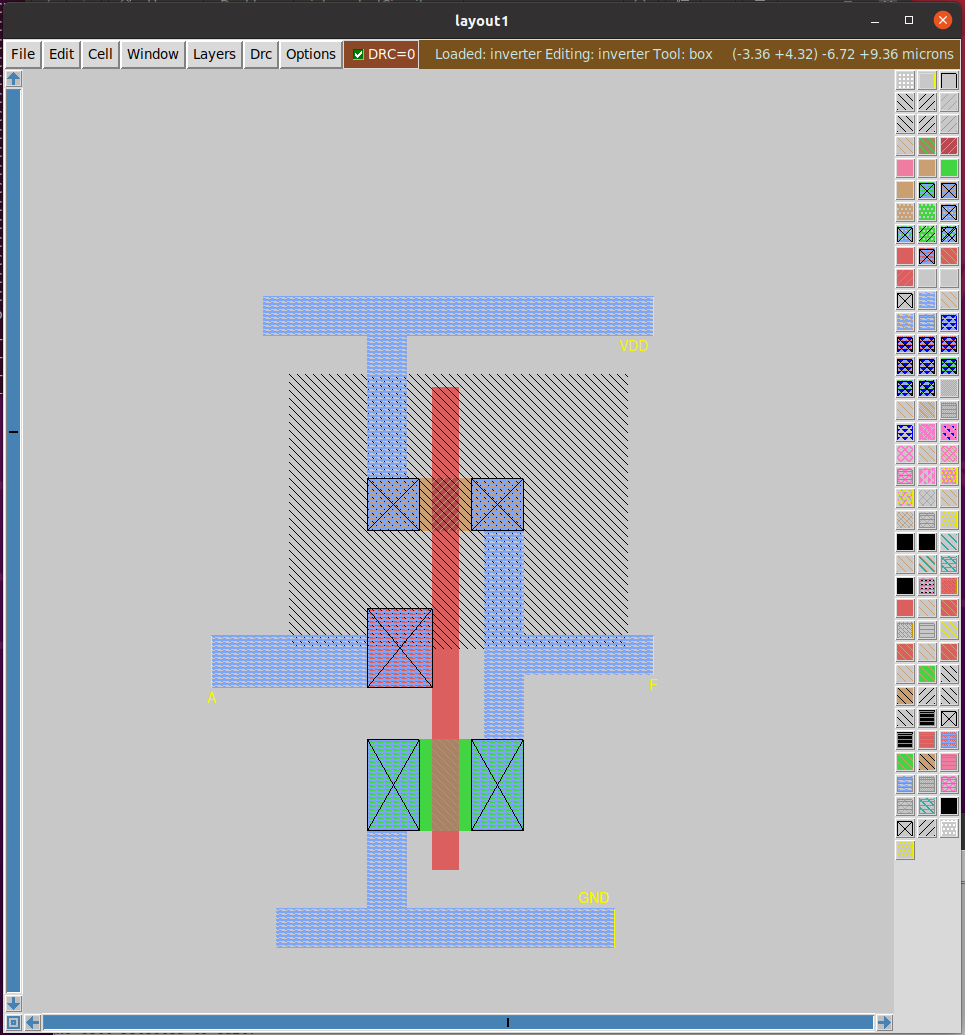 layout1
File Edit Cell Window Layers Drc Options DRC=0 Loaded: inverter Editing: inverter Tool: box (-3.36 +4.32) -6.72 +9.36 microns
VDD
A
F
GND